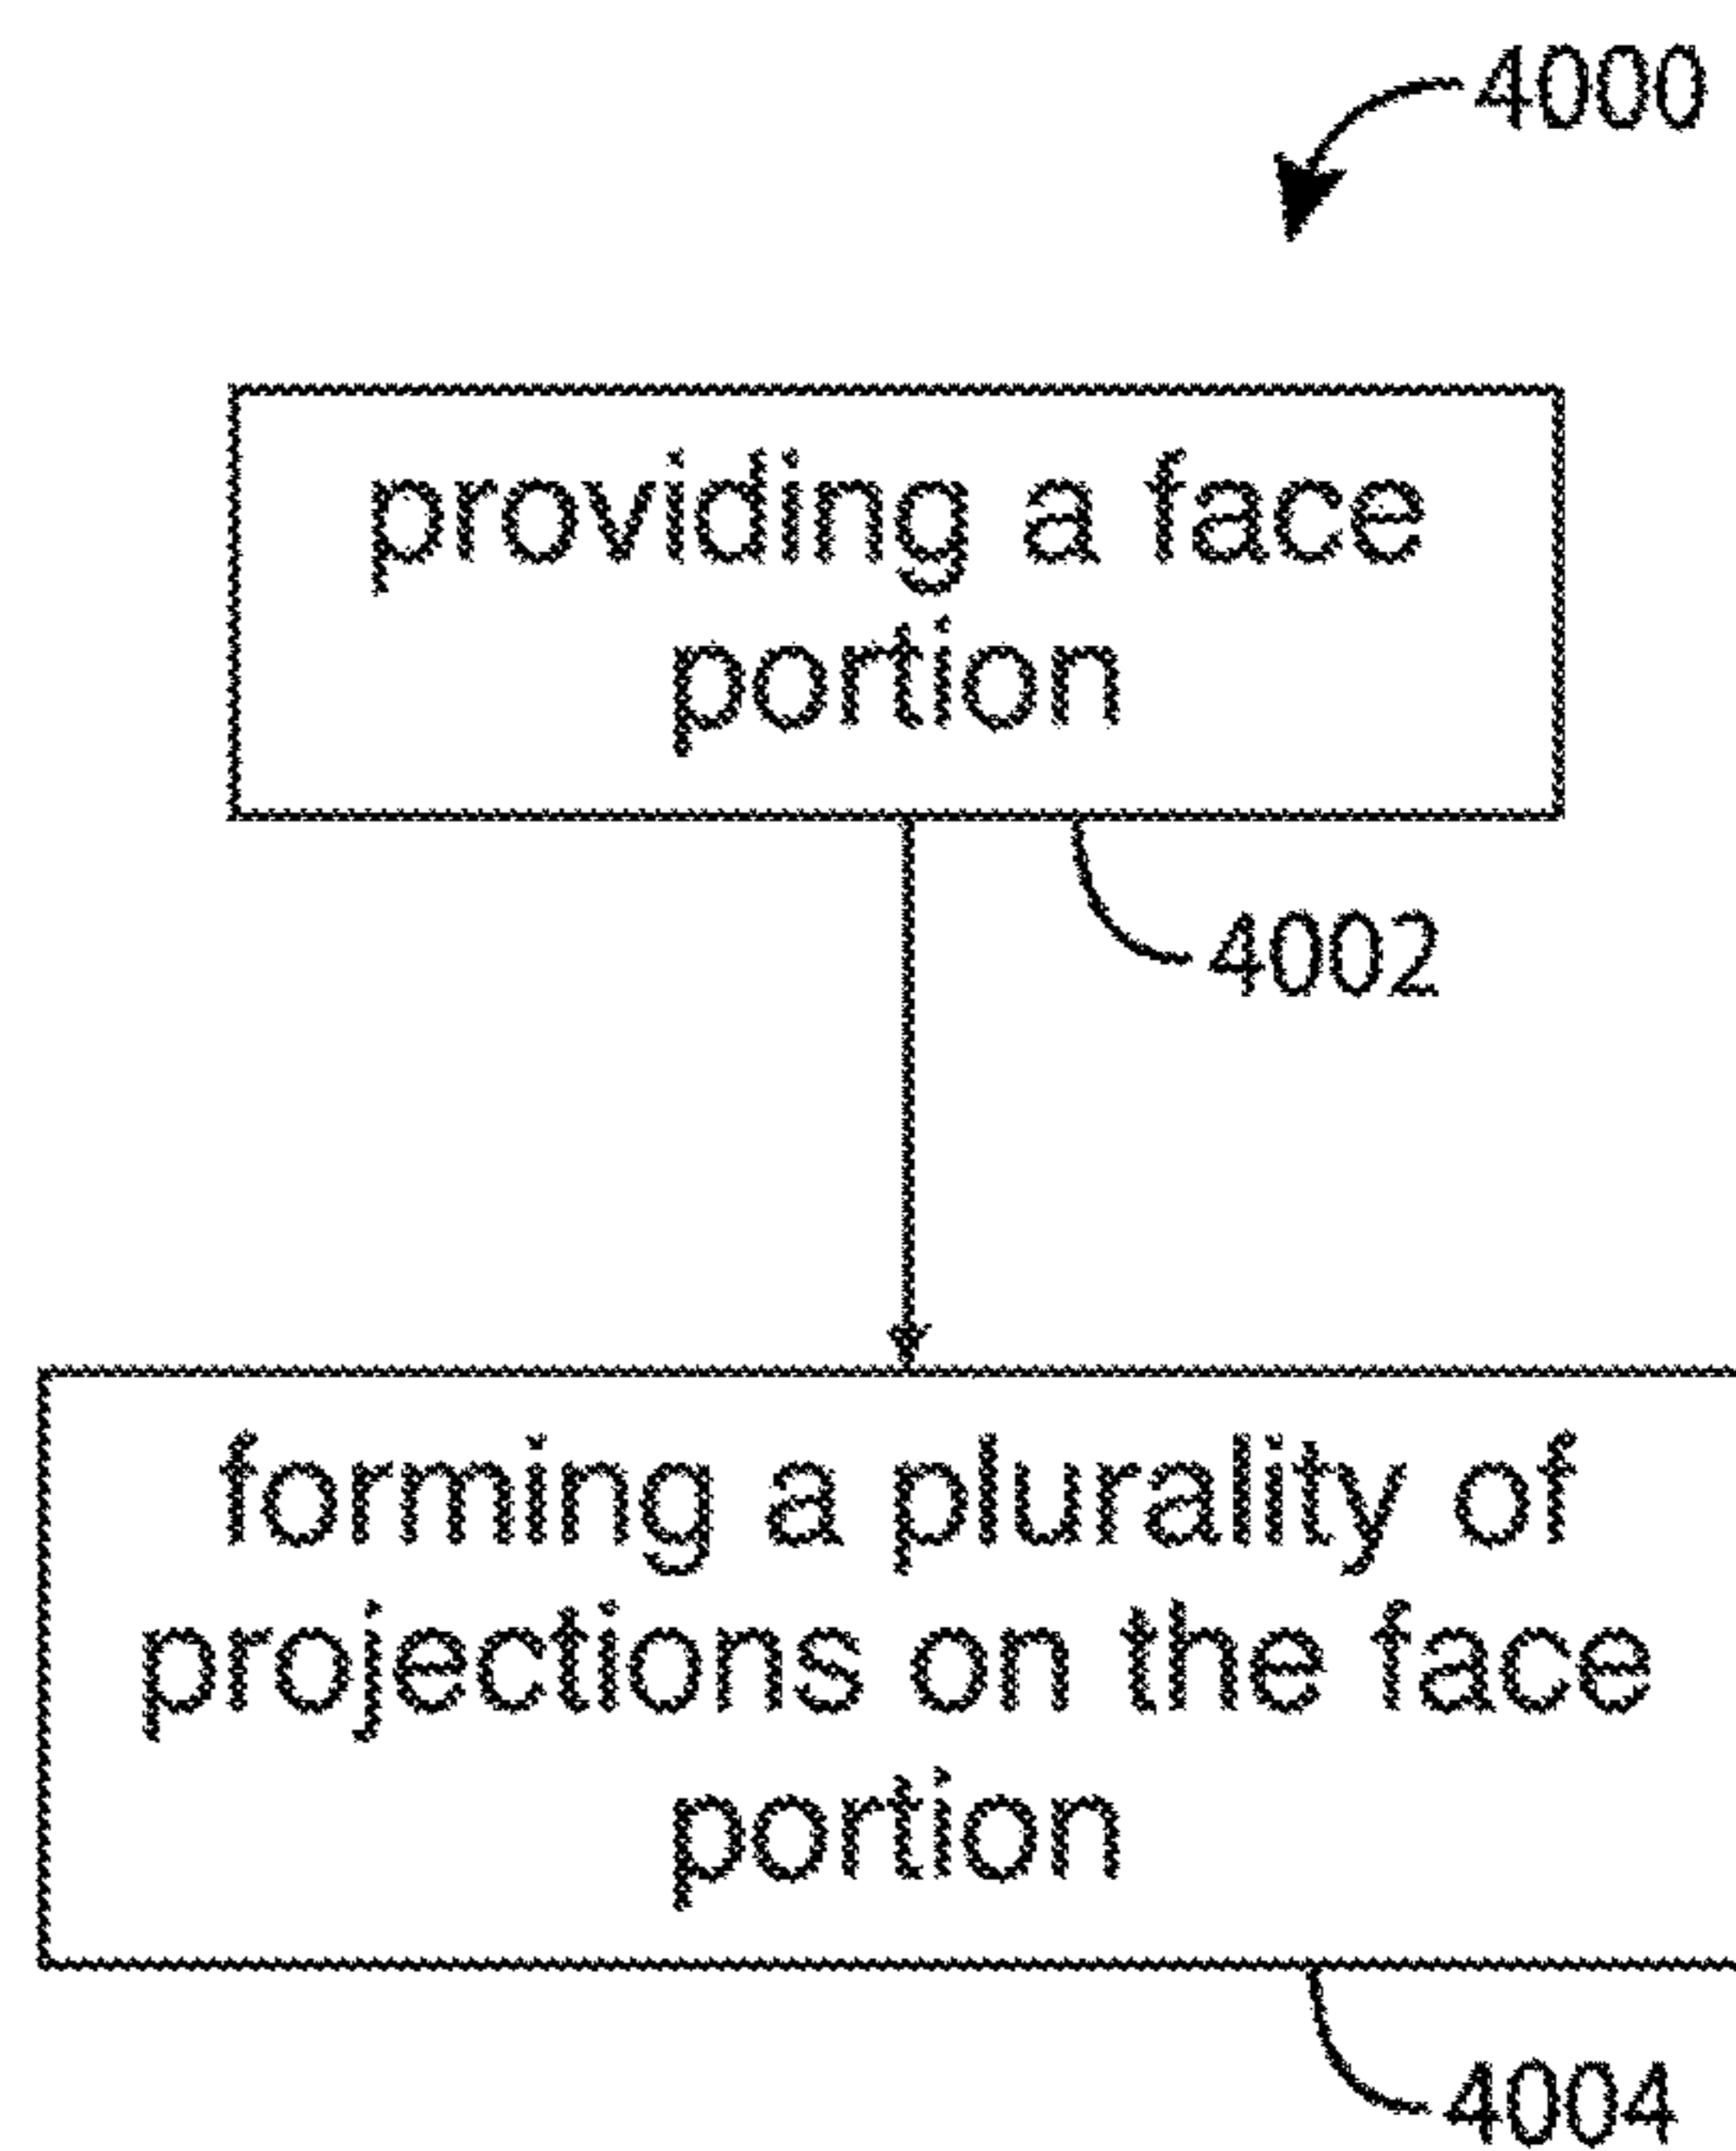 4000
providing a face
portion
4002
forming a plurality of
projections on the face
portion
4004